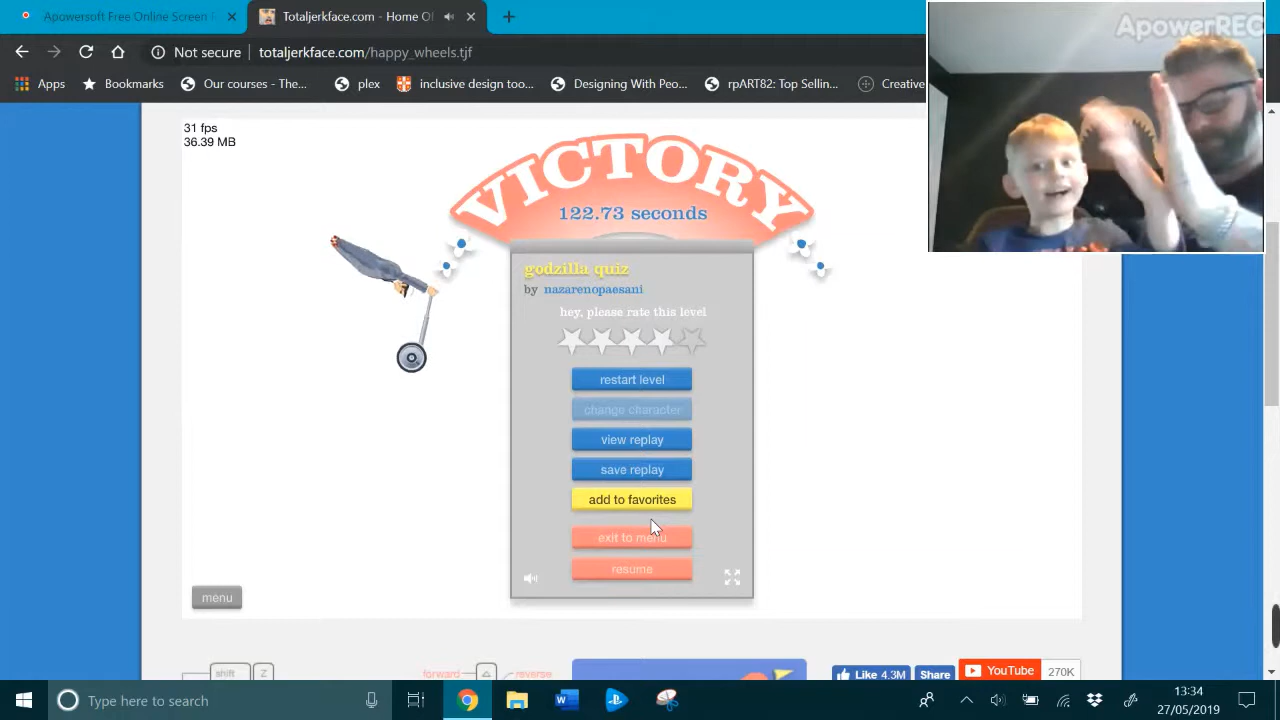 Apowersoft Free Online Screen R
Totaljerkface.com - Home Of
Not secure
totaljerkface.com/happy_wheels.tjf
Apps
Bookmarks
Our courses - The...
plex
inclusive design too...
Designing With Peo...
rpART82: Top Selling...
Creative
ApowerREC
31 fps
36.39 MB
VICTORY
122.73 seconds
godzilla quiz
by nazarenopaesani
hey, please rate this level
restart level
change character
view replay
save replay
add to favorites
exit to menu
resume
menu
shift
Z
forward
reverse
Like 4.3M
Share
YouTube
270K
Type here to search
13:34
27/05/2019